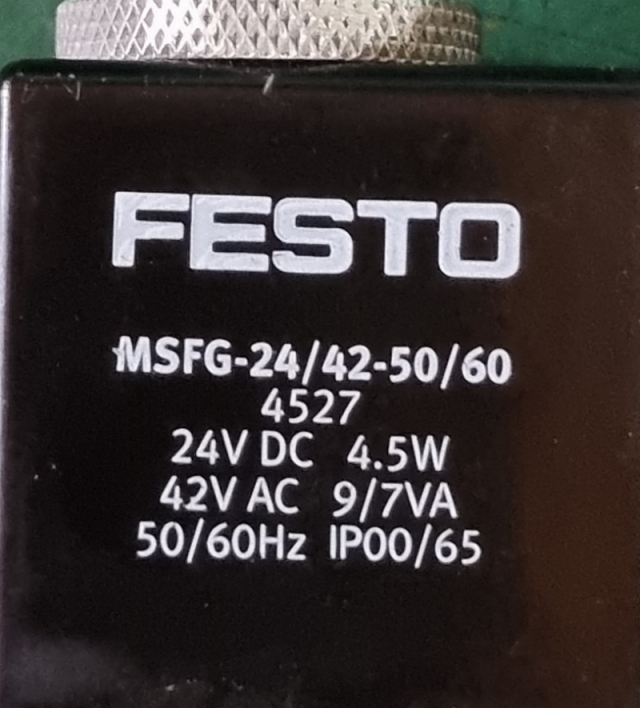 FESTO
MSFG-24/42-50/60
4527
24V DC 4.5W
42V AC 9/7VA
50/60Hz IP00/65